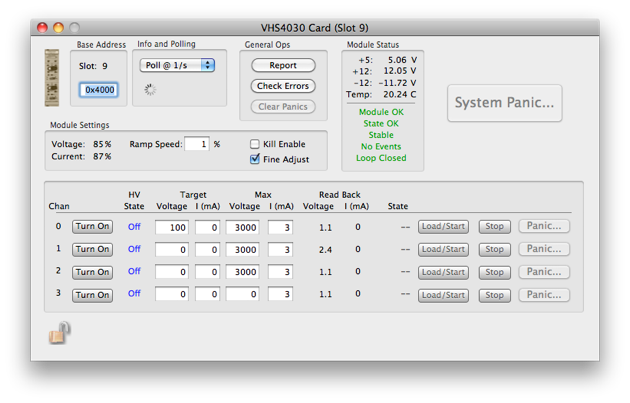 VHS4030 Card (Slot 9)
Base Address
Slot: 9
0x4000
Info and Polling
Poll @ 1/s
General Ops
Report
Check Errors
Clear Panics
Module Status
+5: 5.06 V
+12: 12.05 V
-12: -11.72 V
Temp: 20.24 C
Module OK
State OK
Stable
No Events
Loop Closed
System Panic...
Module Settings
Voltage: 85% Ramp Speed: 1 % Kill Enable
Current: 87% Fine Adjust
HV Target Max Read Back
Chan State Voltage I (mA) Voltage I (mA) Voltage I (mA) State
0 Turn On Off 100 0 3000 3 1.1 0 -- Load/Start Stop Panic...
1 Turn On Off 0 0 3000 3 2.4 0 -- Load/Start Stop Panic...
2 Turn On Off 0 0 3000 3 1.1 0 -- Load/Start Stop Panic...
3 Turn On Off 0 0 0 3 1.1 0 -- Load/Start Stop Panic...